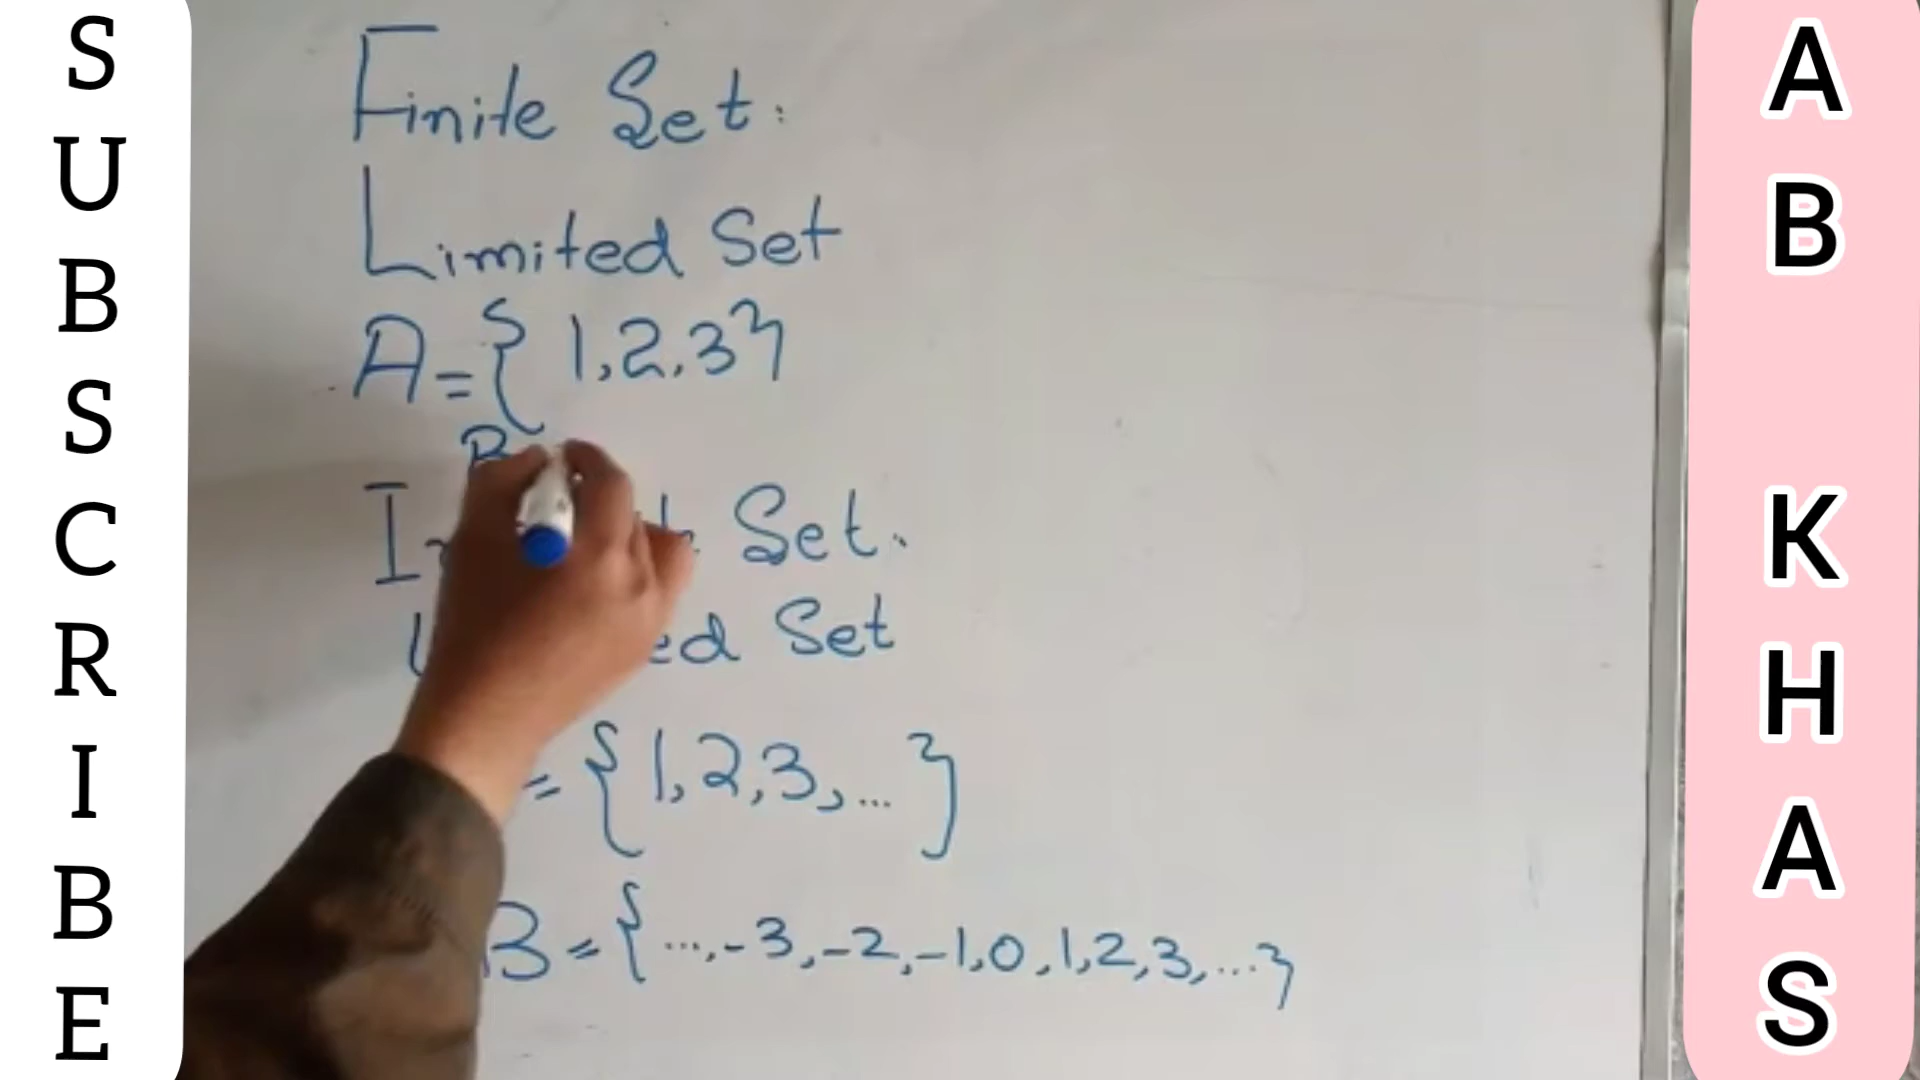 SUBSCRIBE
Finite Set:
Limited Set
A={ 1,2,3}
B
Set.
Set
= {1,2,3,...}
B = {...,-3,-2,-1,0,1,2,3,...}
AB KHAS